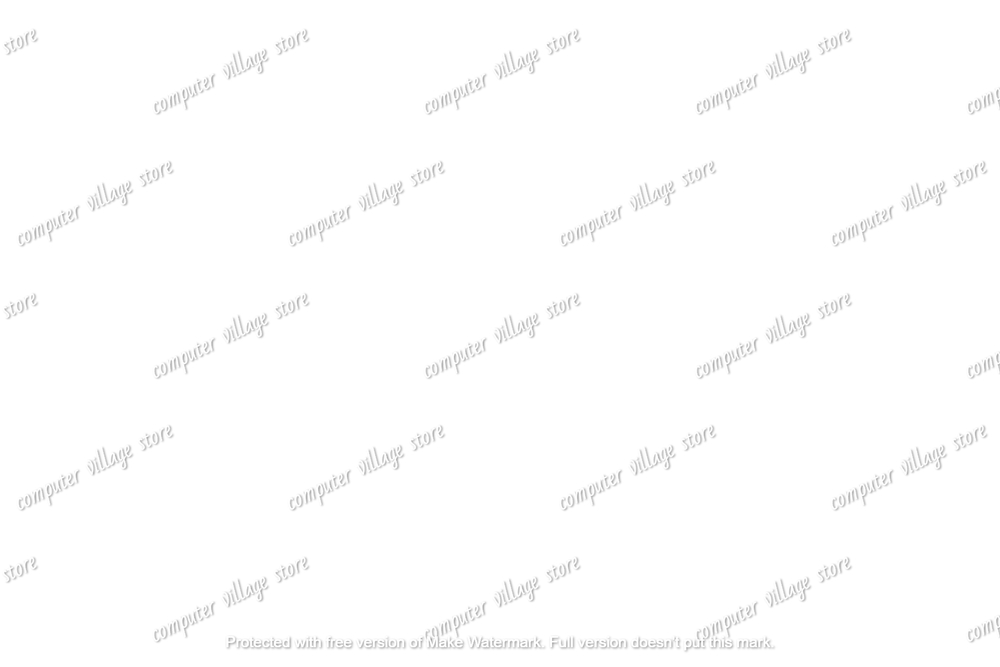 store computer village store computer village store computer village store
computer village store computer village store computer village store computer village store
store computer village store computer village store computer village store
computer village store computer village store computer village store computer village store
store computer village store computer village store computer village store
Protected with free version of Make Watermark. Full version doesn't put this mark.